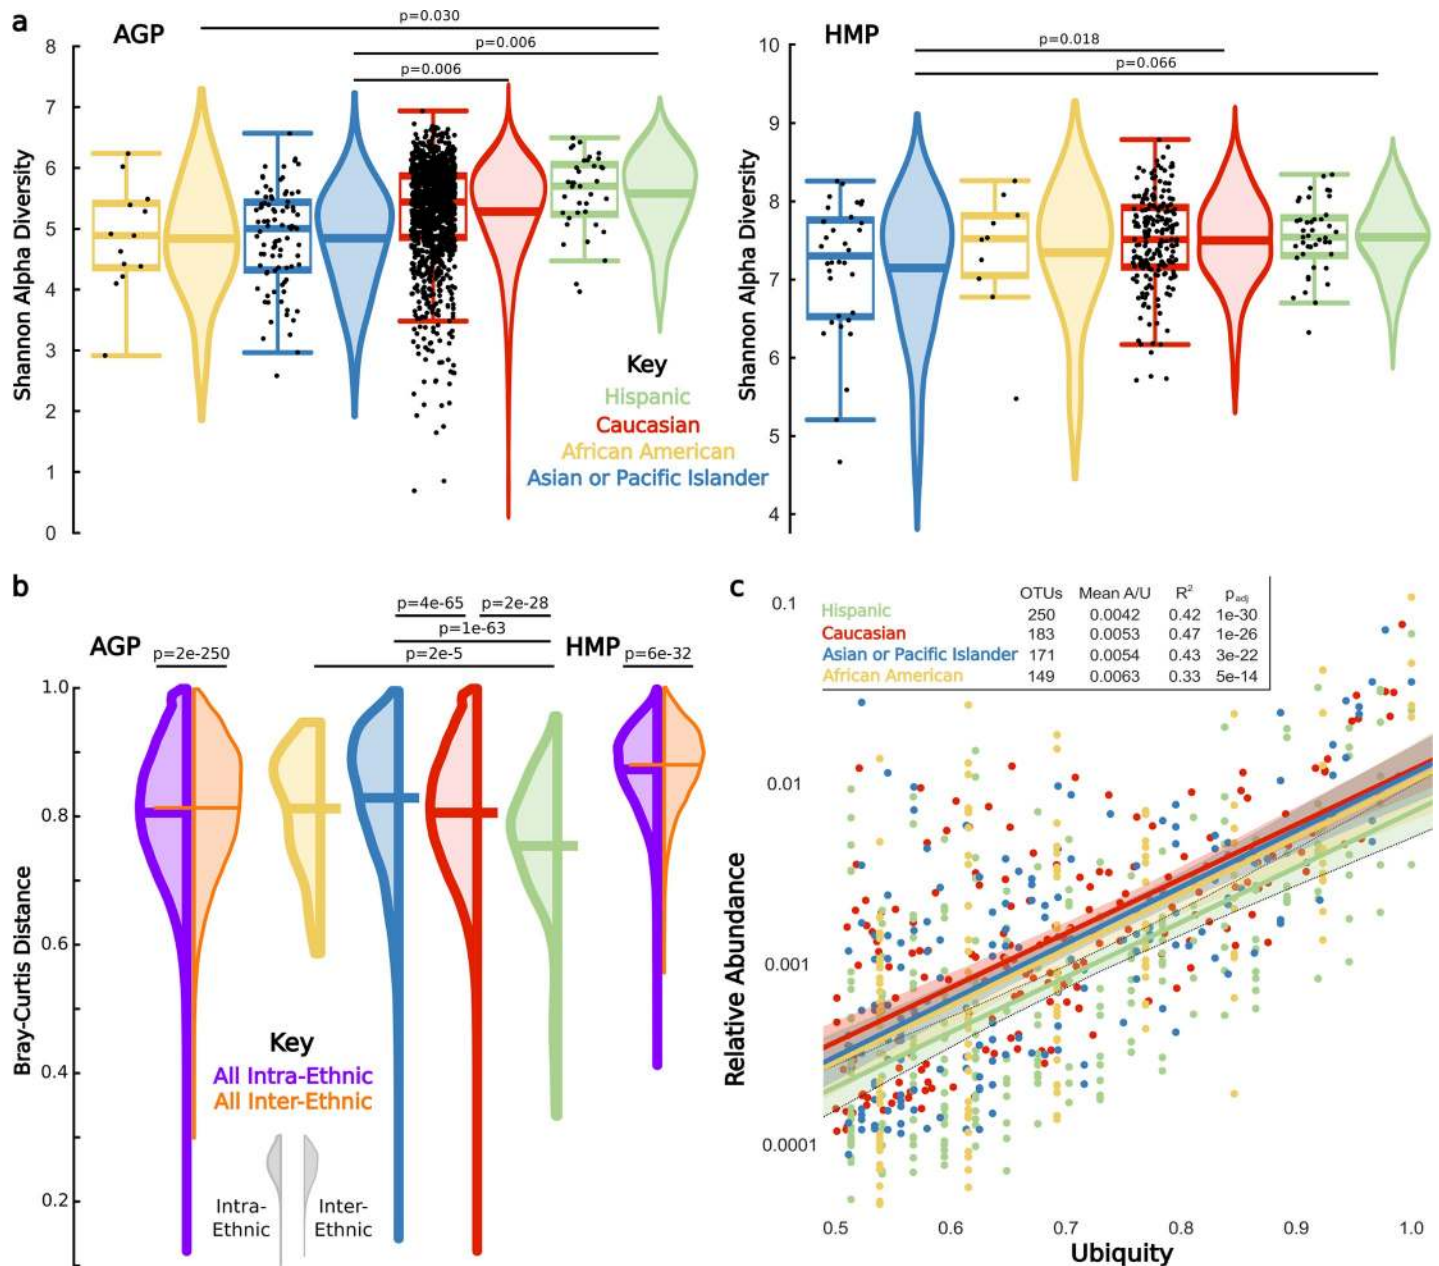 a
AGP
p=0.030
p=0.006
p=0.006
Shannon Alpha Diversity
8
7
6
5
4
3
2
1
0
Key
Hispanic
Caucasian
African American
Asian or Pacific Islander
HMP
p=0.018
p=0.066
Shannon Alpha Diversity
10
9
8
7
7
5
4
b
AGP
p=2e-250
p=4e-65
p=2e-28
p=1e-63
p=2e-5
HMP
p=6e-32
Bray-Curtis Distance
1.0
0.8
0.6
0.4
0.2
Key
All Intra-Ethnic
All Inter-Ethnic
Intra-
Ethnic
Inter-
Ethnic
c
OTUs Mean A/U R² p adj
Hispanic 250 0.0042 0.42 1e-30
Caucasian 183 0.0053 0.47 1e-26
Asian or Pacific Islander 171 0.0054 0.43 3e-22
African American 149 0.0063 0.33 5e-14
Relative Abundance
0.1
0.01
0.001
0.0001
0.5 0.6 0.7 0.8 0.9 1.0
Ubiquity